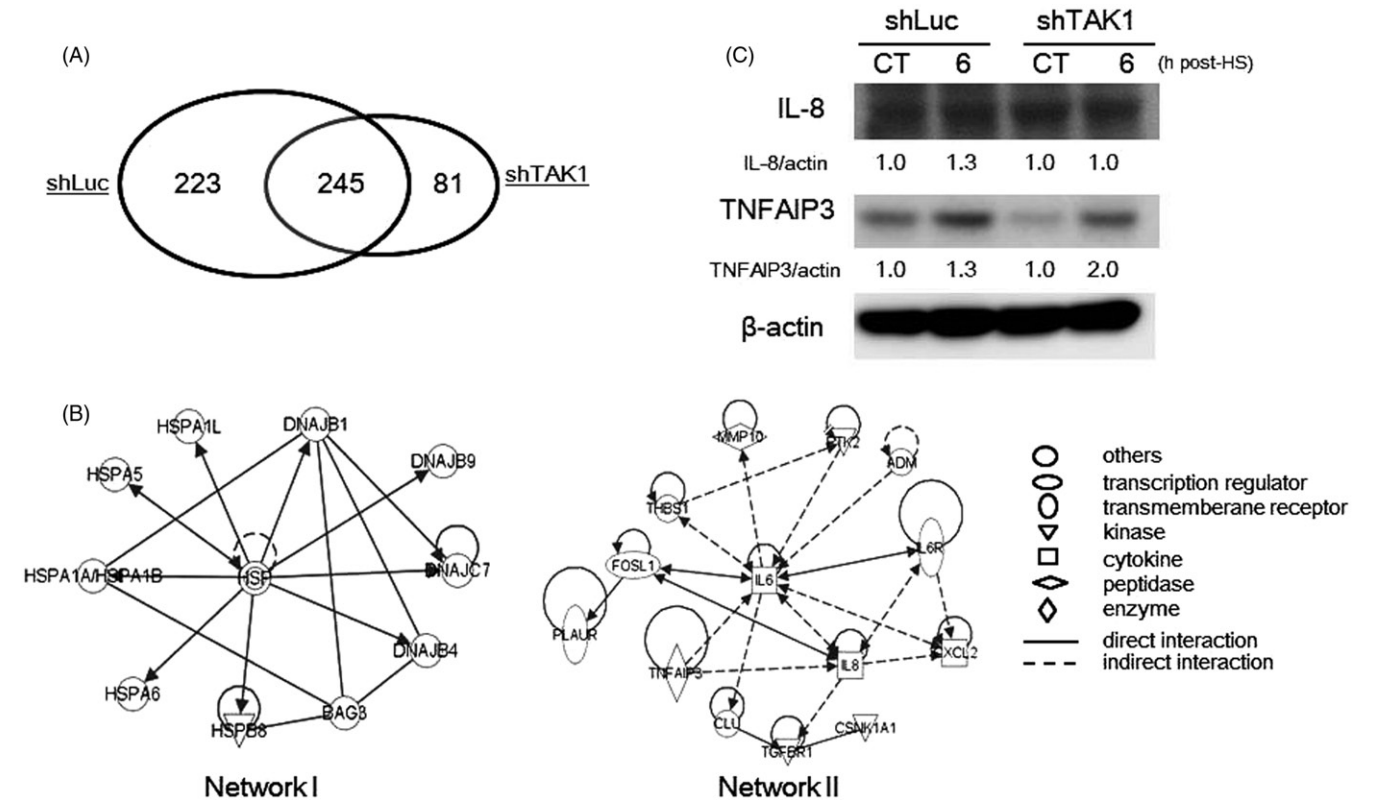 (A)
shLuc
223
245
81
shTAK1
(C)
shLuc shTAK1
CT 6 CT 6 (h post-HS)
IL-8
IL-8/actin 1.0 1.3 1.0 1.0
TNFAIP3
TNFAIP3/actin 1.0 1.3 1.0 2.0
β-actin
(B)
HSPA1L
DNAJB1
HSPA5
DNAJB9
HSPA1A/HSPA1B
HSF
DNAJC7
DNAJB4
HSPA6
HSPB8
BAG3
Network I
MMP10
PTK2
ADM
THBS1
IL6R
FOSL1
IL6
PLAUR
TNFAIP3
IL8
CXCL2
CLU
CSNK1A1
TGFBR1
Network II
others
transcription regulator
transmemberane receptor
kinase
cytokine
peptidase
enzyme
direct interaction
indirect interaction